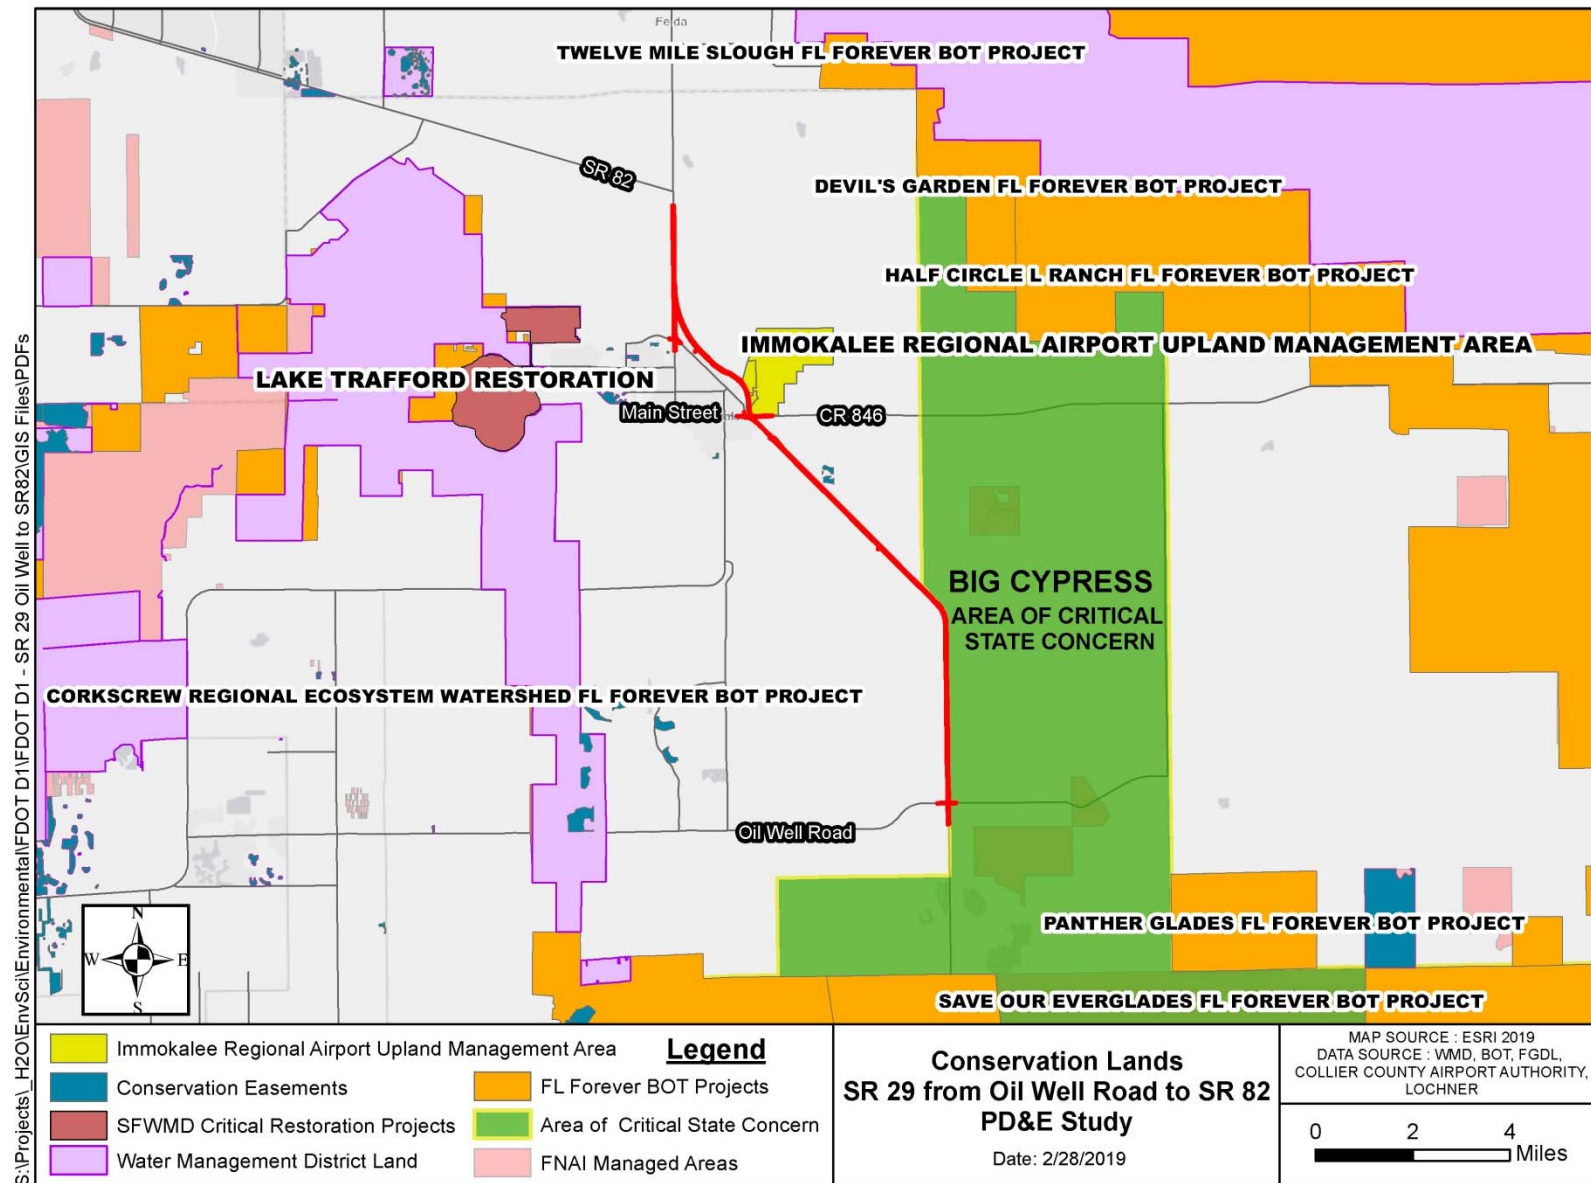 Felda
TWELVE MILE SLOUGH FL FOREVER BOT PROJECT
SR 82
DEVIL'S GARDEN FL FOREVER BOT PROJECT
HALF CIRCLE L RANCH FL FOREVER BOT PROJECT
IMMOKALEE REGIONAL AIRPORT UPLAND MANAGEMENT AREA
LAKE TRAFFORD RESTORATION
Main Street
CR 846
BIG CYPRESS
AREA OF CRITICAL
STATE CONCERN
CORKSCREW REGIONAL ECOSYSTEM WATERSHED FL FOREVER BOT PROJECT
Oil Well Road
PANTHER GLADES FL FOREVER BOT PROJECT
SAVE OUR EVERGLADES FL FOREVER BOT PROJECT
N
W
E
S
S:\Projects\_H2O\EnvSci\Environmental\FDOT D1\FDOT D1 - SR 29 Oil Well to SR82\GIS Files\PDFs
Legend
Immokalee Regional Airport Upland Management Area
Conservation Easements
SFWMD Critical Restoration Projects
Water Management District Land
FL Forever BOT Projects
Area of Critical State Concern
FNAI Managed Areas
Conservation Lands
SR 29 from Oil Well Road to SR 82
PD&E Study
Date: 2/28/2019
MAP SOURCE : ESRI 2019
DATA SOURCE : WMD, BOT, FGDL,
COLLIER COUNTY AIRPORT AUTHORITY,
LOCHNER
0 2 4
Miles